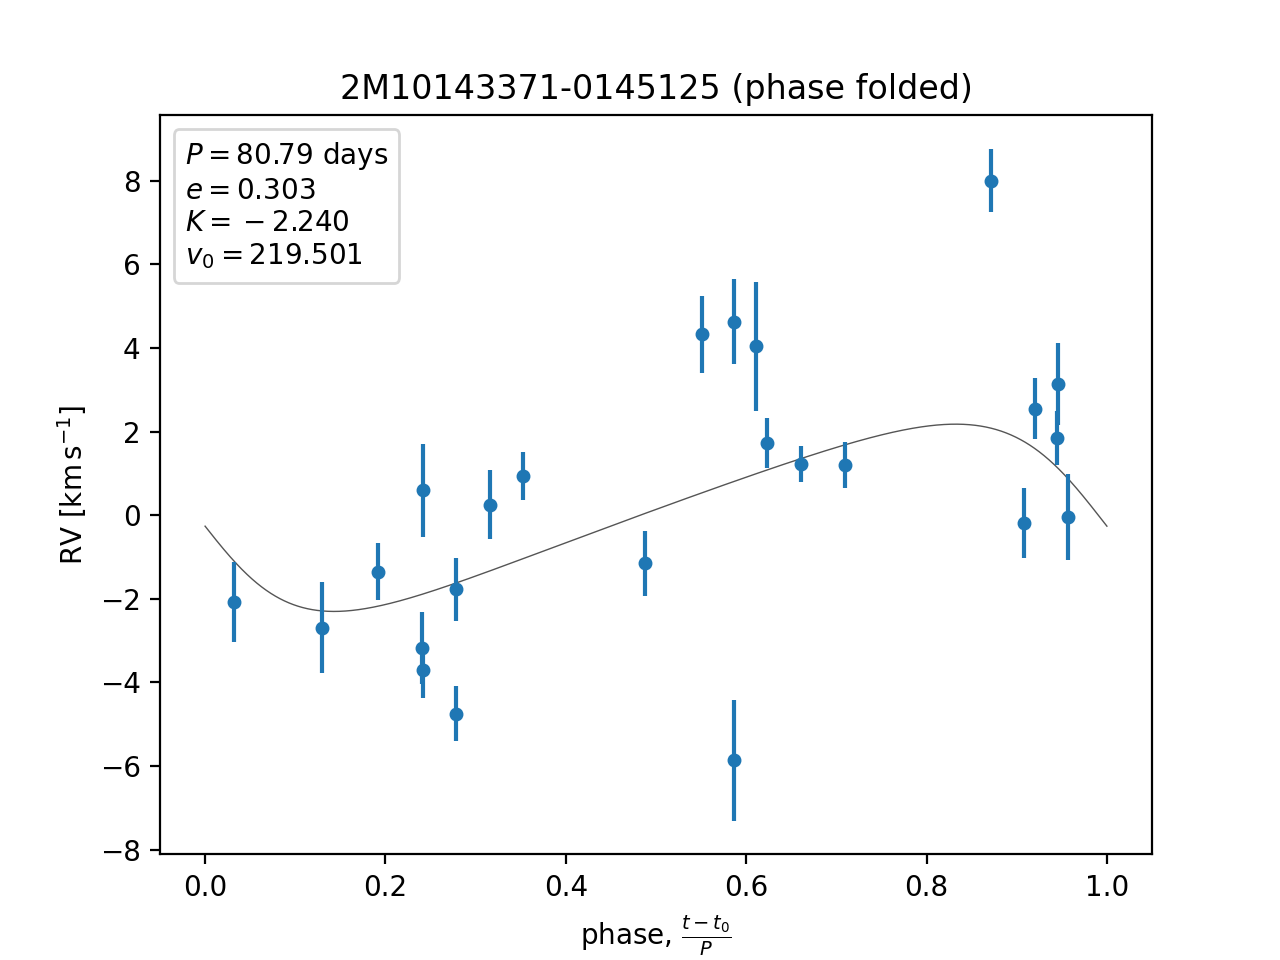 2M10143371-0145125 (phase folded)
P = 80.79 days
e = 0.303
K = −2.240
v₀ = 219.501
8
6
4
2
0
−2
−4
−6
−8
RV [km s⁻¹]
0.0 0.2 0.4 0.6 0.8 1.0
phase, (t − t₀)/P